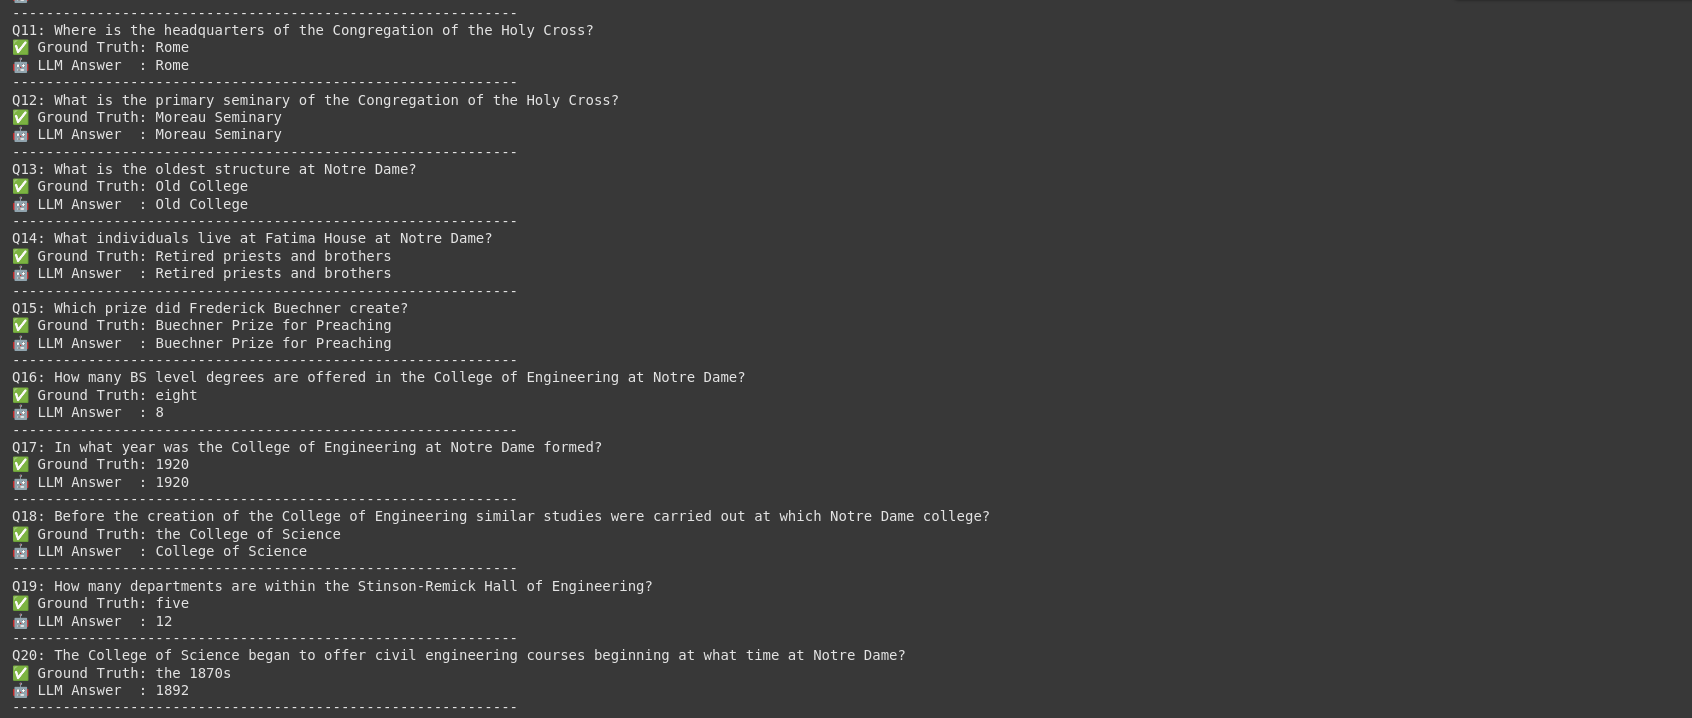 ------------------------------------------------------------
Q11: Where is the headquarters of the Congregation of the Holy Cross?
✅ Ground Truth: Rome
🤖 LLM Answer  : Rome
------------------------------------------------------------
Q12: What is the primary seminary of the Congregation of the Holy Cross?
✅ Ground Truth: Moreau Seminary
🤖 LLM Answer  : Moreau Seminary
------------------------------------------------------------
Q13: What is the oldest structure at Notre Dame?
✅ Ground Truth: Old College
🤖 LLM Answer  : Old College
------------------------------------------------------------
Q14: What individuals live at Fatima House at Notre Dame?
✅ Ground Truth: Retired priests and brothers
🤖 LLM Answer  : Retired priests and brothers
------------------------------------------------------------
Q15: Which prize did Frederick Buechner create?
✅ Ground Truth: Buechner Prize for Preaching
🤖 LLM Answer  : Buechner Prize for Preaching
------------------------------------------------------------
Q16: How many BS level degrees are offered in the College of Engineering at Notre Dame?
✅ Ground Truth: eight
🤖 LLM Answer  : 8
------------------------------------------------------------
Q17: In what year was the College of Engineering at Notre Dame formed?
✅ Ground Truth: 1920
🤖 LLM Answer  : 1920
------------------------------------------------------------
Q18: Before the creation of the College of Engineering similar studies were carried out at which Notre Dame college?
✅ Ground Truth: the College of Science
🤖 LLM Answer  : College of Science
------------------------------------------------------------
Q19: How many departments are within the Stinson-Remick Hall of Engineering?
✅ Ground Truth: five
🤖 LLM Answer  : 12
------------------------------------------------------------
Q20: The College of Science began to offer civil engineering courses beginning at what time at Notre Dame?
✅ Ground Truth: the 1870s
🤖 LLM Answer  : 1892
------------------------------------------------------------